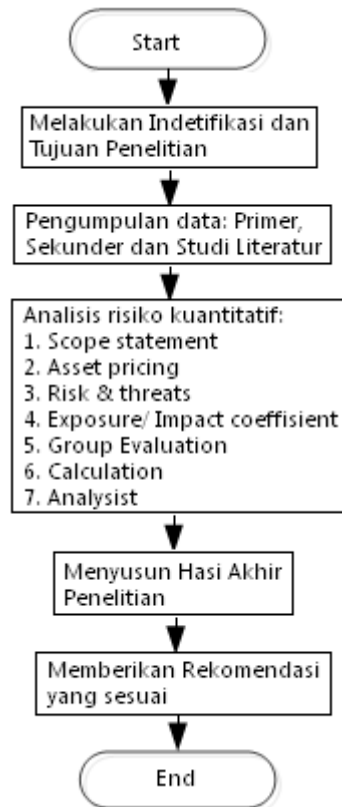 Start
Melakukan Indetifikasi dan
Tujuan Penelitian
Pengumpulan data: Primer,
Sekunder dan Studi Literatur
Analisis risiko kuantitatif:
1. Scope statement
2. Asset pricing
3. Risk & threats
4. Exposure/ Impact coeffisient
5. Group Evaluation
6. Calculation
7. Analysist
Menyusun Hasi Akhir
Penelitian
Memberikan Rekomendasi
yang sesuai
End